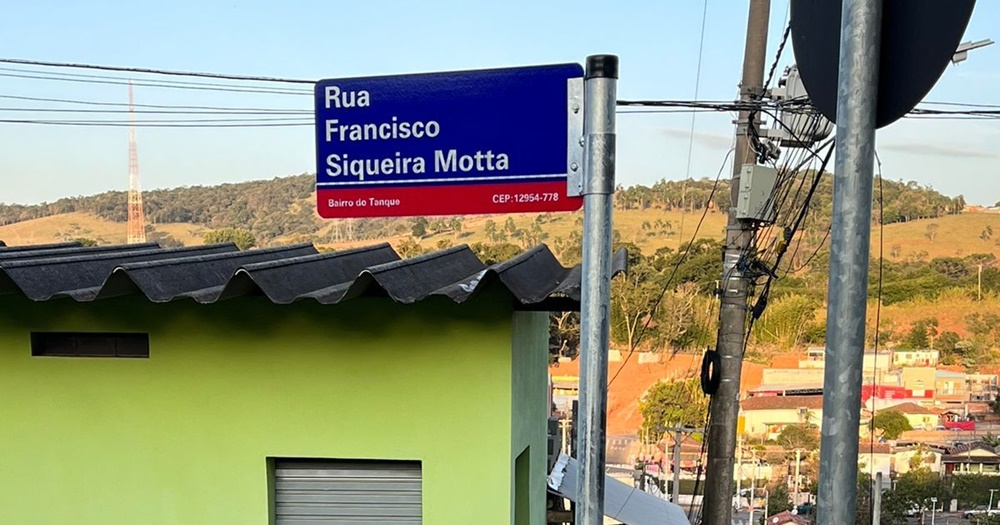 Rua
Francisco
Siqueira Motta
Bairro do Tanque CEP:12954-778